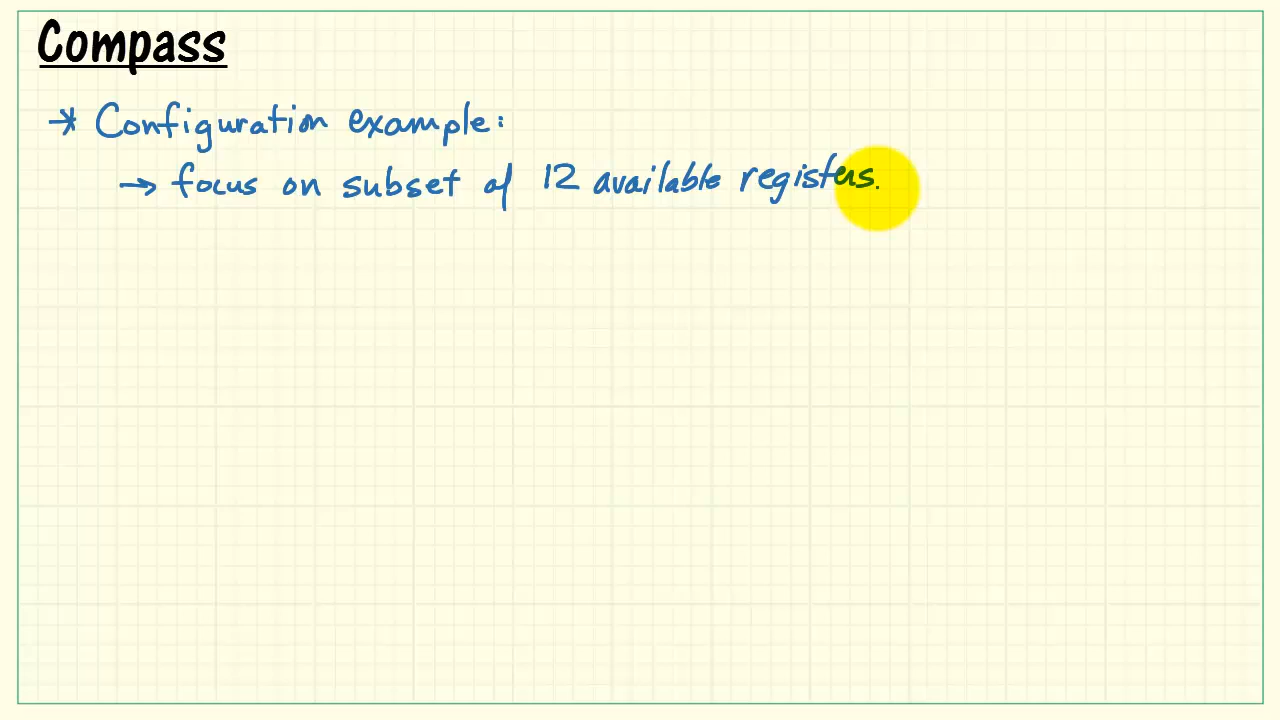 Compass
→* Configuration example:
→ focus on subset of 12 available registers.